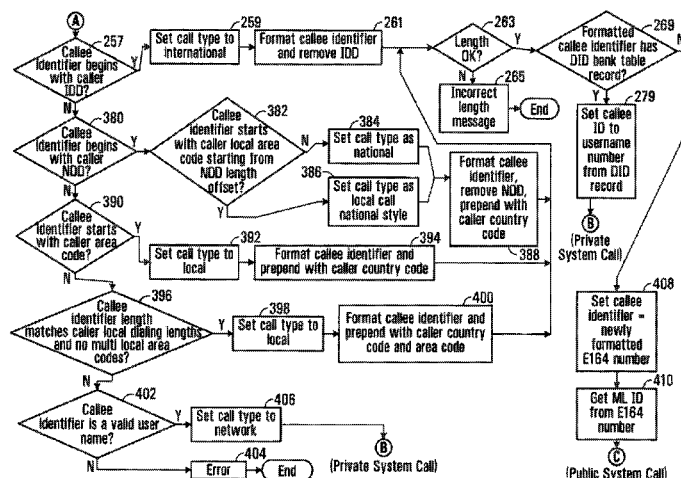 A
257
Callee
identifier begins
with caller
IDD?
Y
N
259
Set call type to
international
261
Format callee identifier
and remove IDD
263
Length
OK?
Y
N
265
Incorrect
length
message
End
269
Formatted
callee identifier has
DID bank table
record?
N
Y
279
Set callee
ID to
username
number
from DID
record
B
(Private
System Call)
380
Callee
identifier begins
with caller
NDD?
Y
N
382
Callee
identifier starts
with caller local area
code starting from
NDD length
offset?
N
Y
384
Set call type as
national
386
Set call type as
local call
national style
Format callee
identifier,
remove NDD,
prepend with
caller country
code
388
390
Callee
identifier starts
with caller area
code?
Y
N
392
Set call type to
local
394
Format callee identifier and
prepend with caller country code
396
Callee
identifier length
matches caller local dialing lengths
and no multi local area
codes?
Y
N
398
Set call type to
local
400
Format callee identifier and
prepend with caller country
code and area code
402
Callee
identifier is a valid user
name?
Y
N
406
Set call type to
network
B
(Private System Call)
404
Error
End
408
Set callee
identifier =
newly
formatted
E164 number
410
Get ML ID
from E164
number
C
(Public System Call)